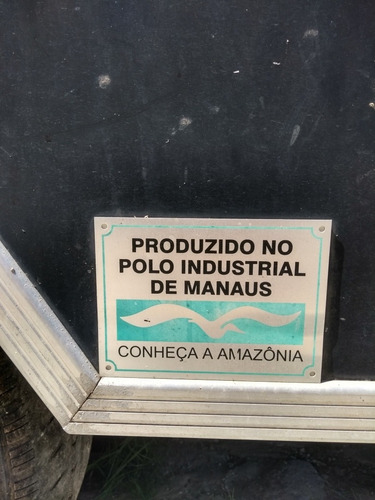 PRODUZIDO NO
POLO INDUSTRIAL
DE MANAUS
CONHEÇA A AMAZÔNIA